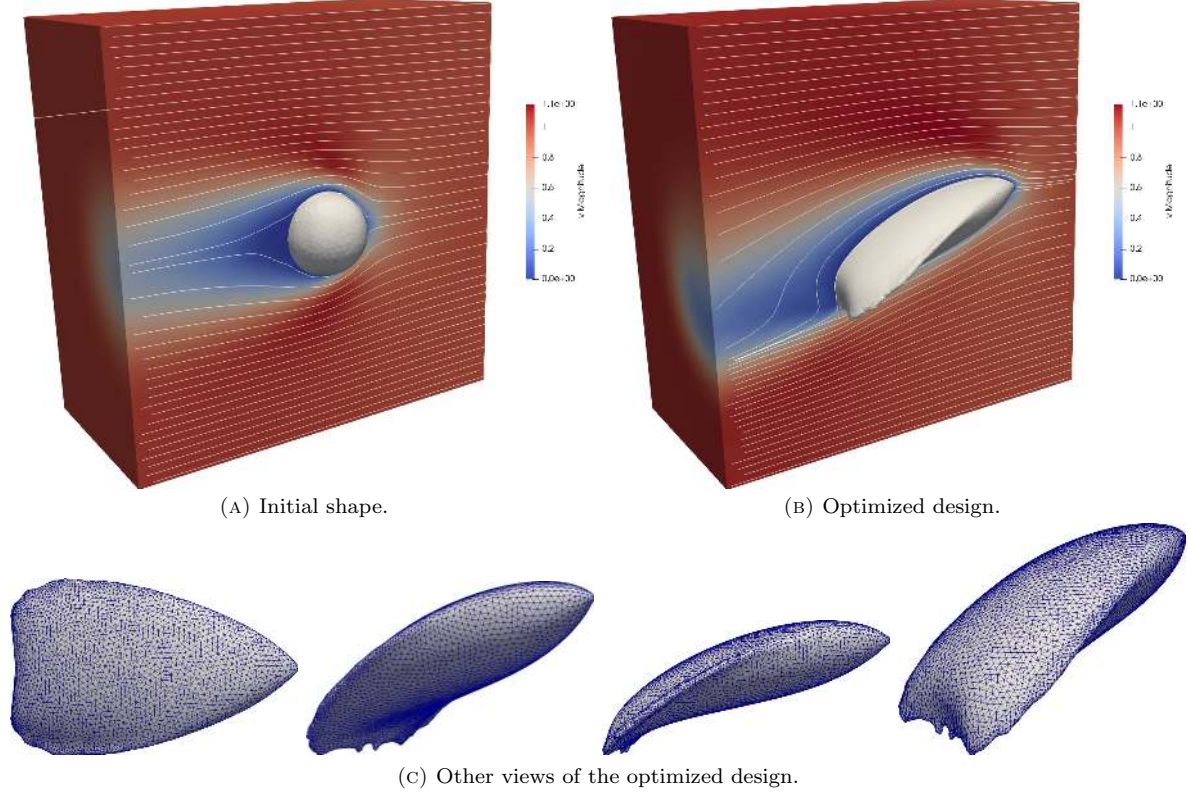 1.1e+00
1
0.8
0.6
0.4
0.2
0.0e+00
v Magnitude
1.1e+00
1
0.8
0.6
0.4
0.2
0.0e+00
v Magnitude
(A) Initial shape.
(B) Optimized design.
(C) Other views of the optimized design.